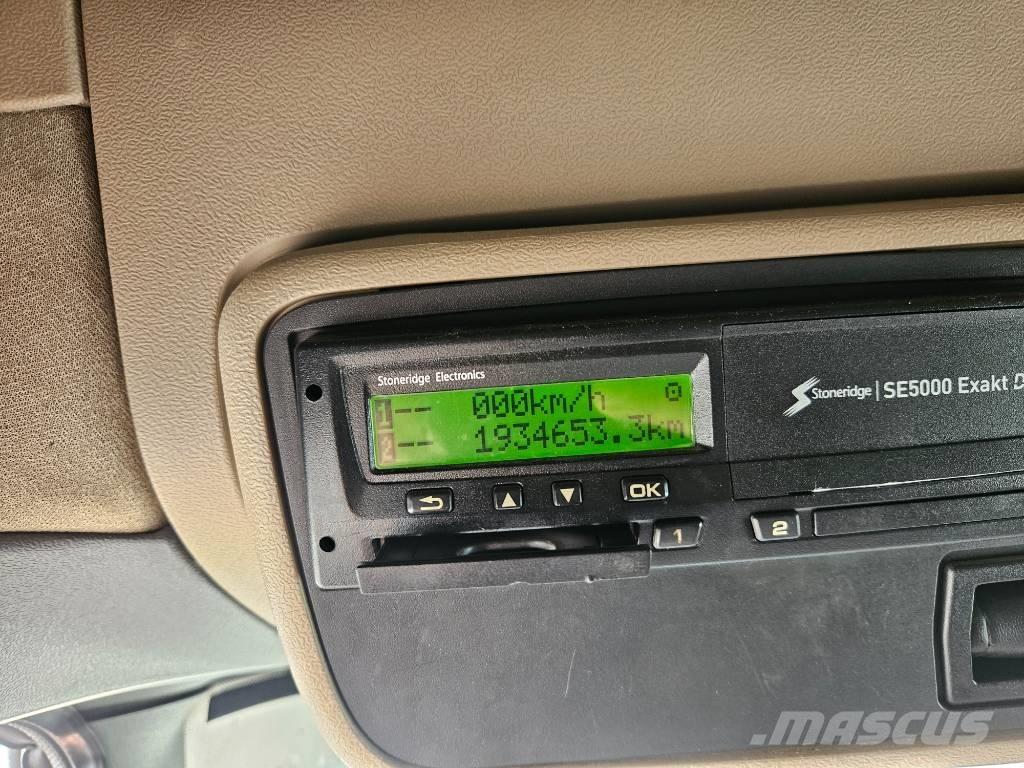 Stoneridge Electronics
1-- 000km/h
2-- 1934653.3km
Stoneridge | SE5000 Exakt
OK
1
2
MASCUS